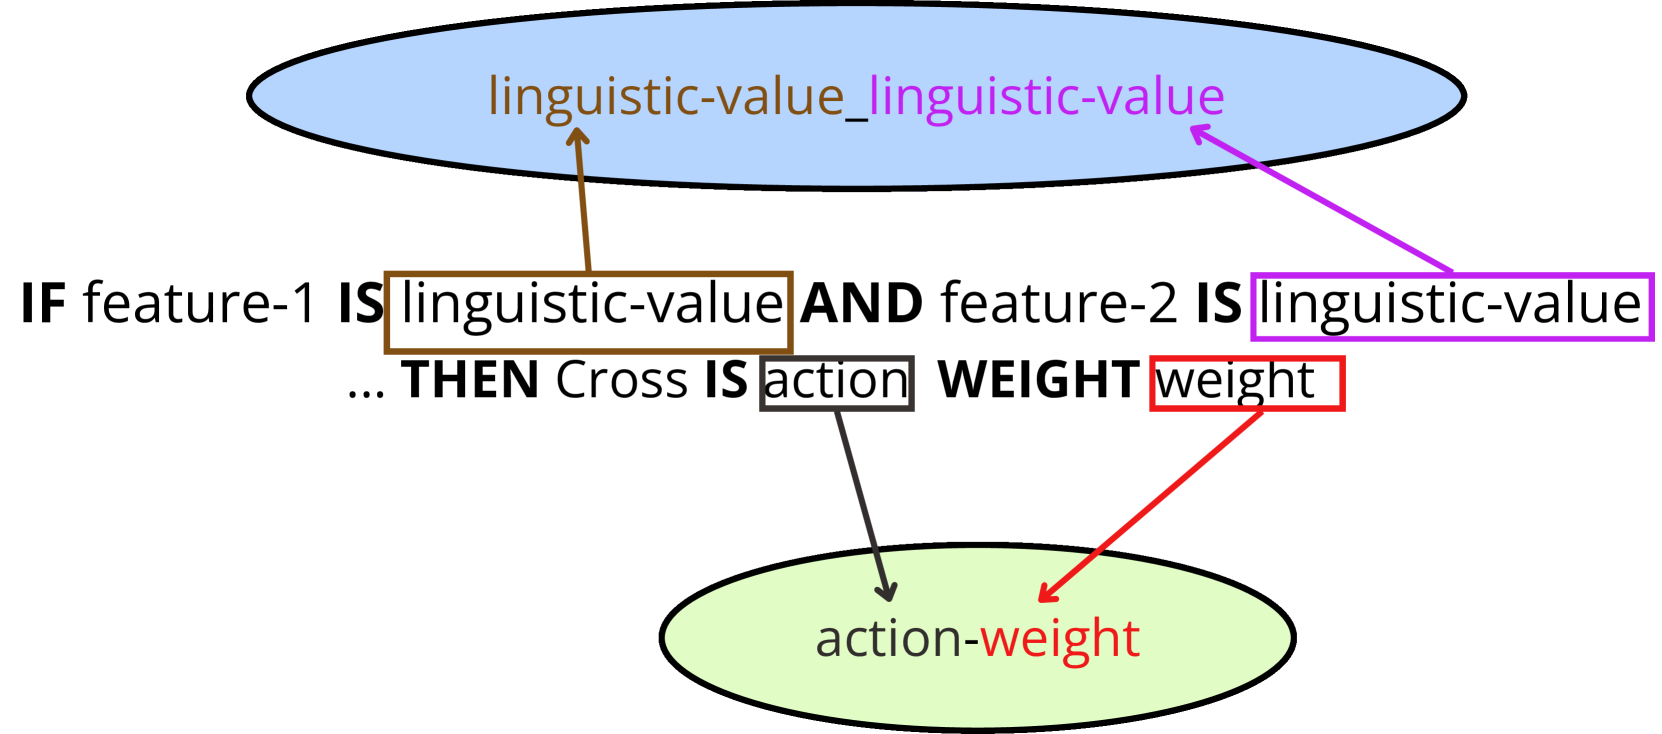 linguistic-value_linguistic-value
IF feature-1 IS linguistic-value AND feature-2 IS linguistic-value
... THEN Cross IS action WEIGHT weight
action-weight